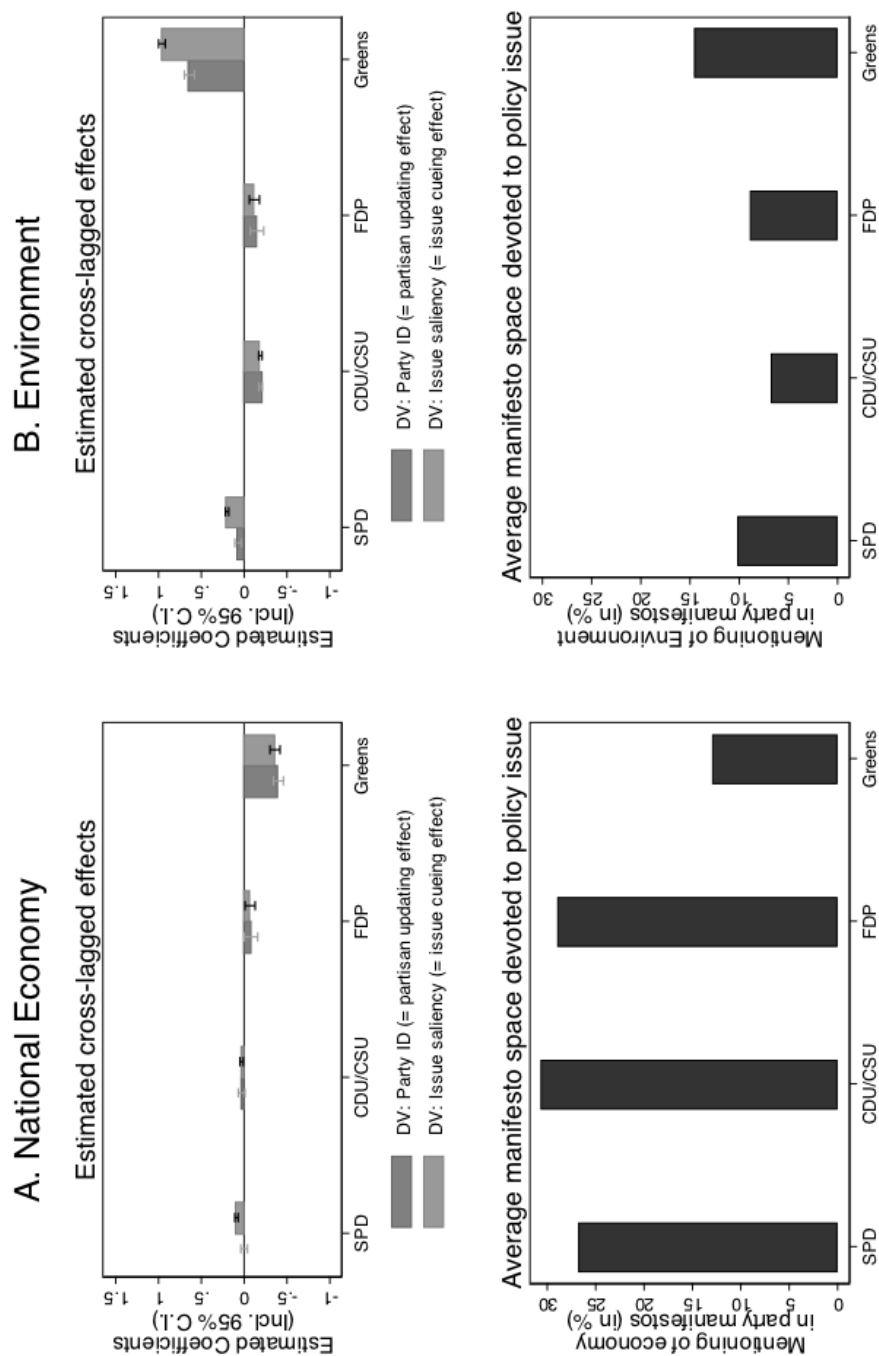 A. National Economy
Estimated cross-lagged effects
Estimated Coefficients
(Incl. 95% C.I.)
1.5
1
.5
0
-.5
-1
SPD
CDU/CSU
FDP
Greens
DV: Party ID (= partisan updating effect)
DV: Issue saliency (= issue cueing effect)
Average manifesto space devoted to policy issue
Mentioning of economy
in party manifestos (in %)
30
25
20
15
10
5
0
SPD
CDU/CSU
FDP
Greens
B. Environment
Estimated cross-lagged effects
Estimated Coefficients
(Incl. 95% C.I.)
1.5
1
.5
0
-.5
-1
SPD
CDU/CSU
FDP
Greens
DV: Party ID (= partisan updating effect)
DV: Issue saliency (= issue cueing effect)
Average manifesto space devoted to policy issue
Mentioning of Environment
in party manifestos (in %)
30
25
20
15
10
5
0
SPD
CDU/CSU
FDP
Greens